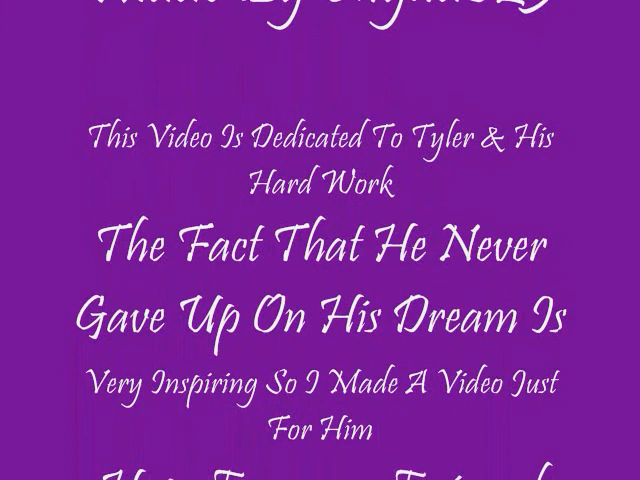 This Video Is Dedicated To Tyler & His
Hard Work
The Fact That He Never
Gave Up On His Dream Is
Very Inspiring So I Made A Video Just
For Him